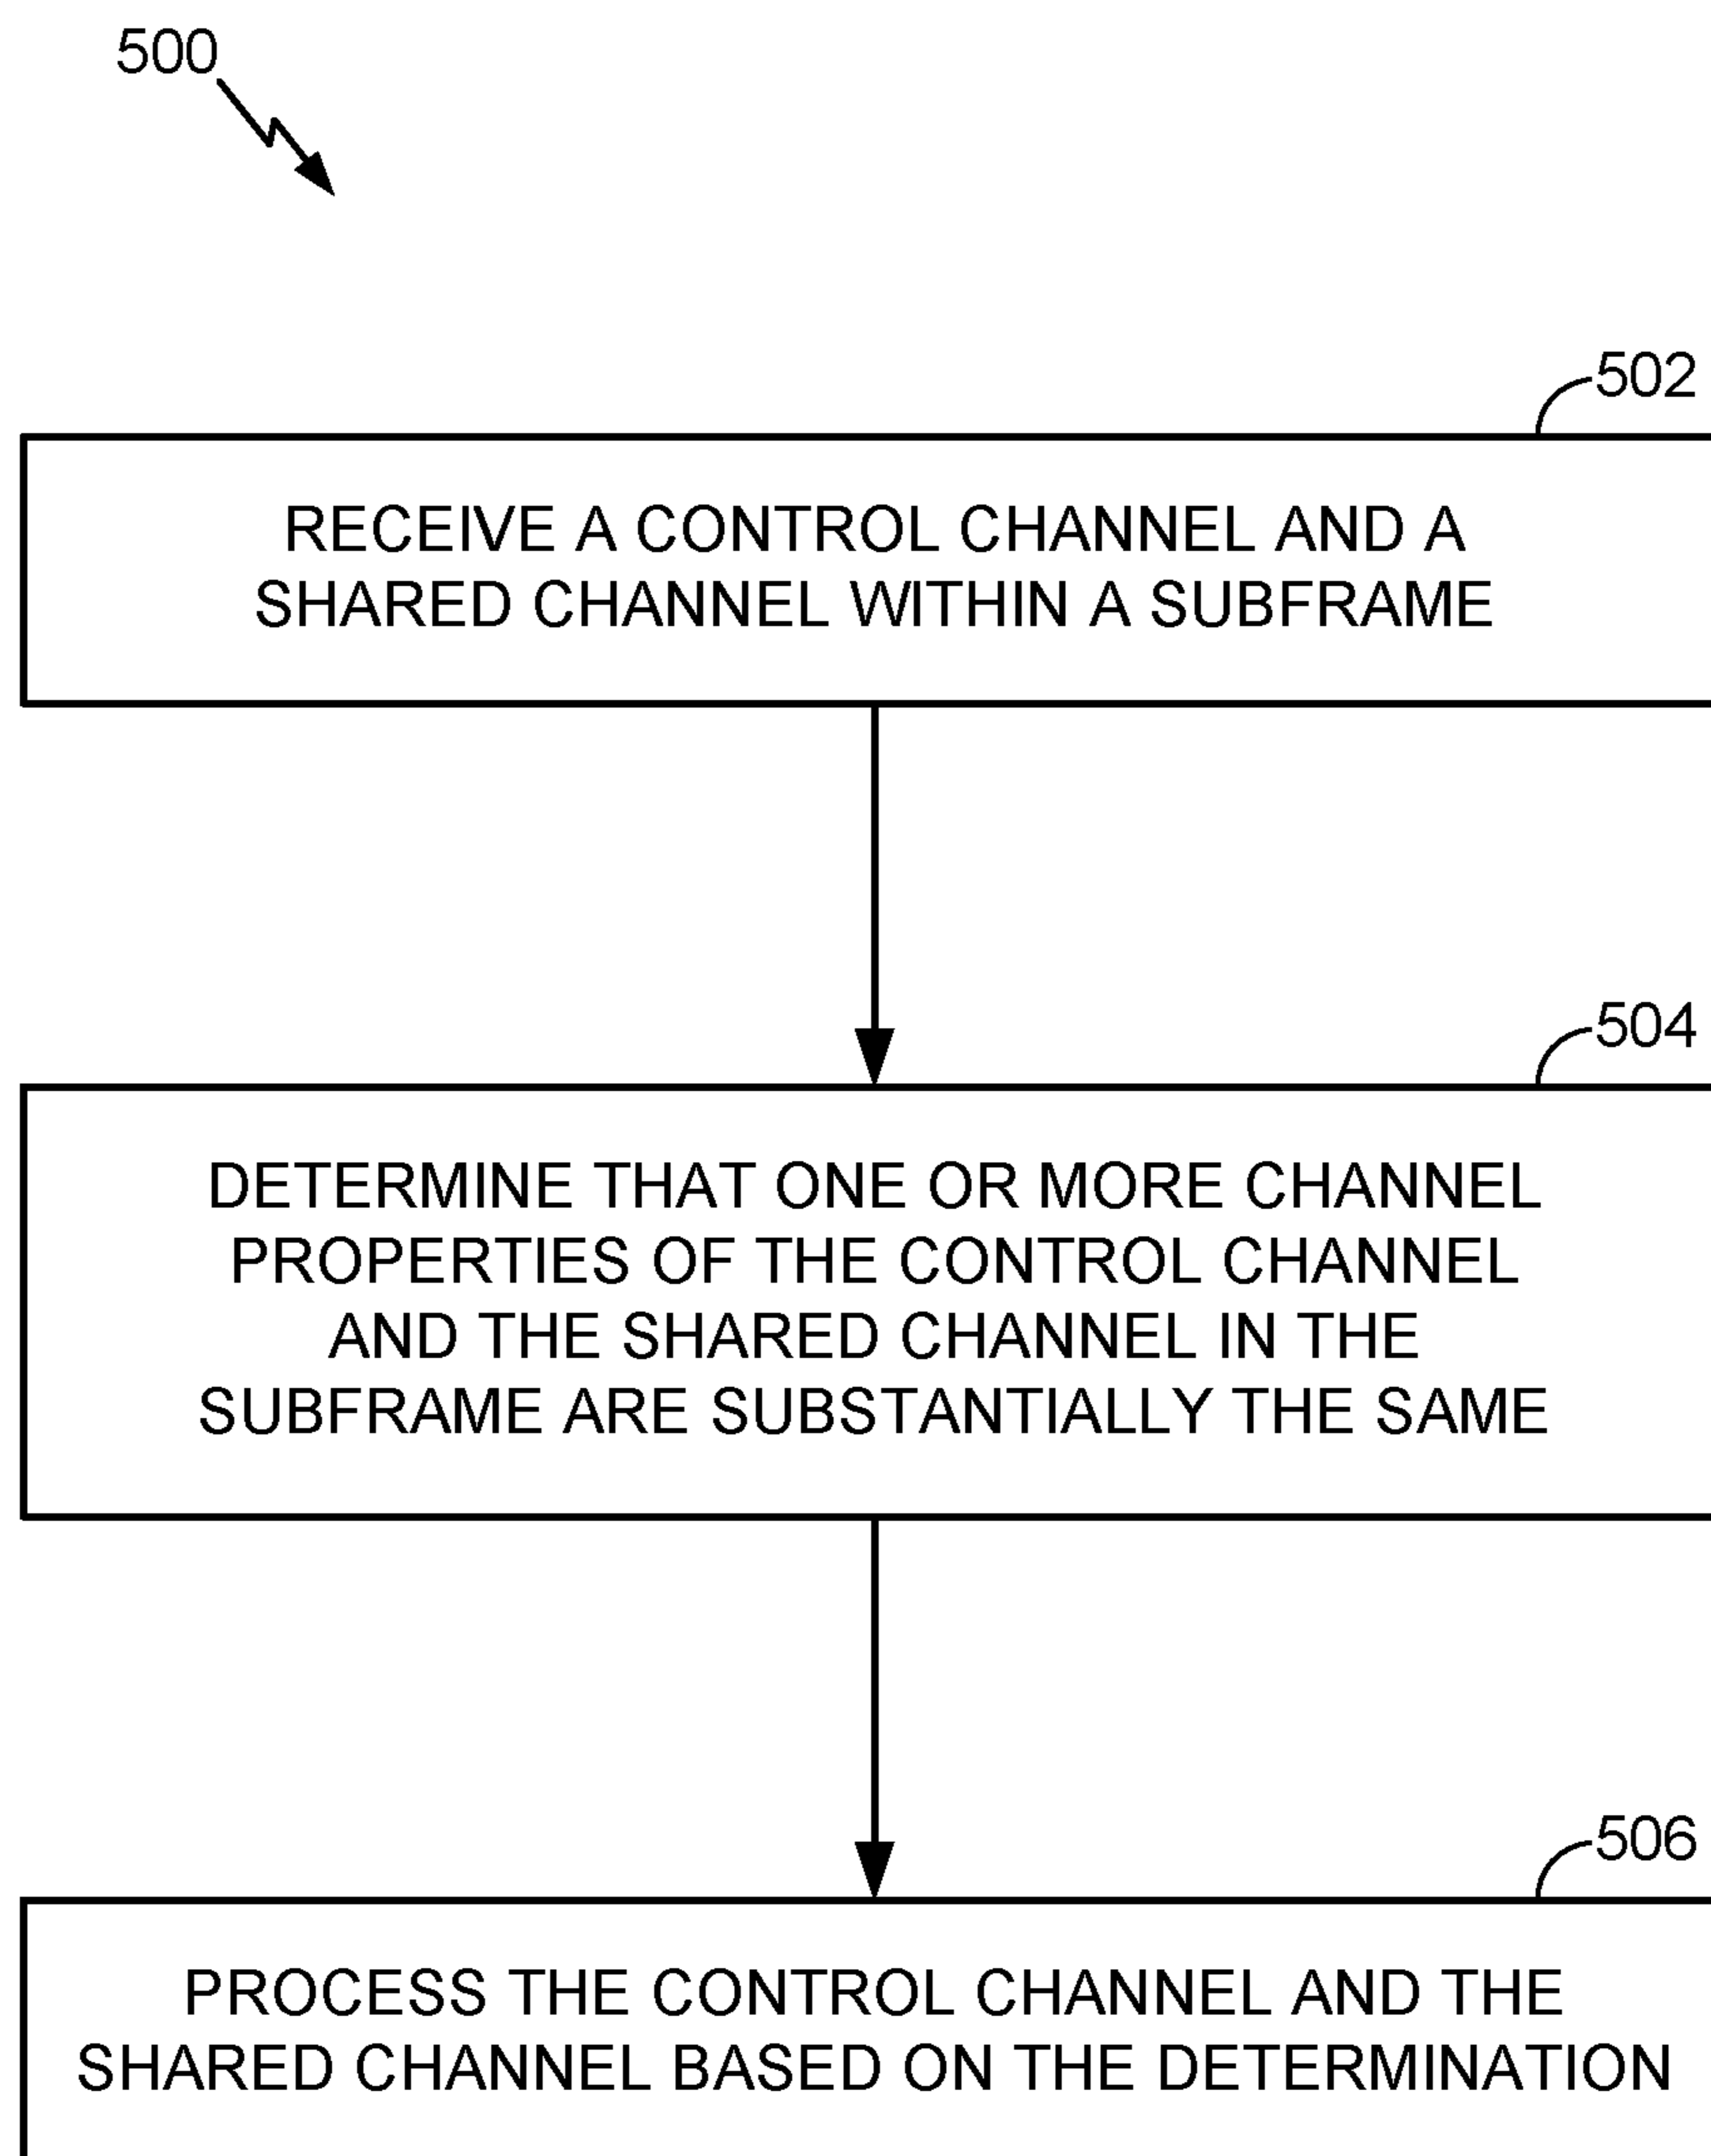 500
502
RECEIVE A CONTROL CHANNEL AND A
SHARED CHANNEL WITHIN A SUBFRAME
504
DETERMINE THAT ONE OR MORE CHANNEL
PROPERTIES OF THE CONTROL CHANNEL
AND THE SHARED CHANNEL IN THE
SUBFRAME ARE SUBSTANTIALLY THE SAME
506
PROCESS THE CONTROL CHANNEL AND THE
SHARED CHANNEL BASED ON THE DETERMINATION